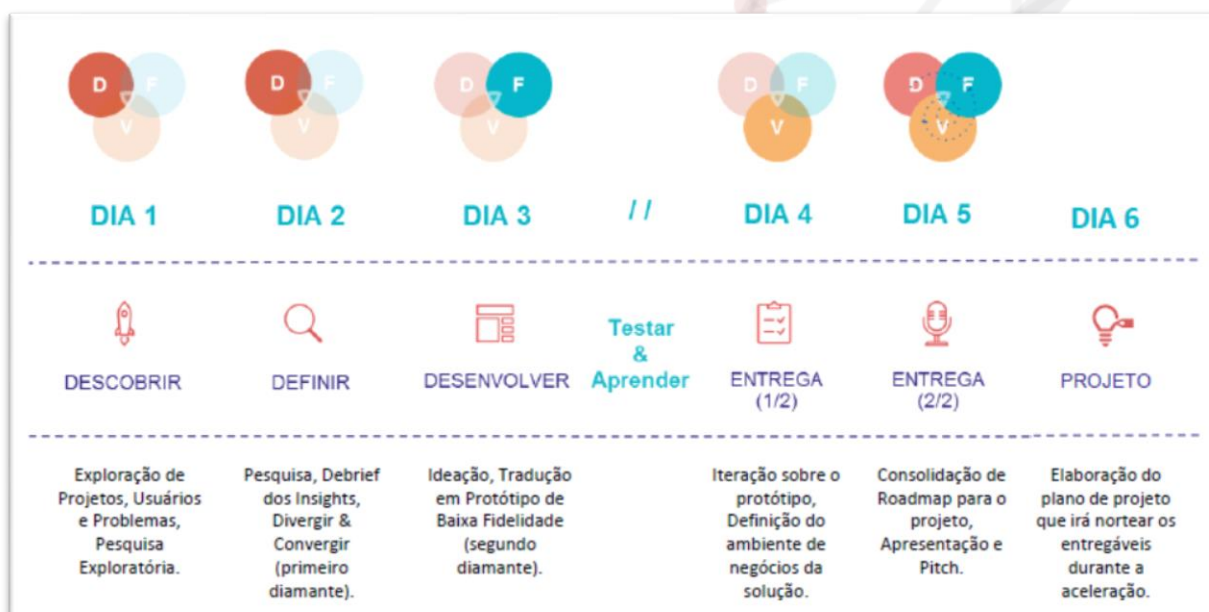 D F V
D F V
D F V
D F V
D F V
DIA 1
DIA 2
DIA 3
//
DIA 4
DIA 5
DIA 6
DESCOBRIR
DEFINIR
DESENVOLVER
Testar
&
Aprender
ENTREGA
(1/2)
ENTREGA
(2/2)
PROJETO
Exploração de
Projetos, Usuários
e Problemas,
Pesquisa
Exploratória.
Pesquisa, Debrief
dos Insights,
Divergir &
Convergir
(primeiro
diamante).
Ideação, Tradução
em Protótipo de
Baixa Fidelidade
(segundo
diamante).
Iteração sobre o
protótipo,
Definição do
ambiente de
negócios da
solução.
Consolidação de
Roadmap para o
projeto,
Apresentação e
Pitch.
Elaboração do
plano de projeto
que irá nortear os
entregáveis
durante a
aceleração.